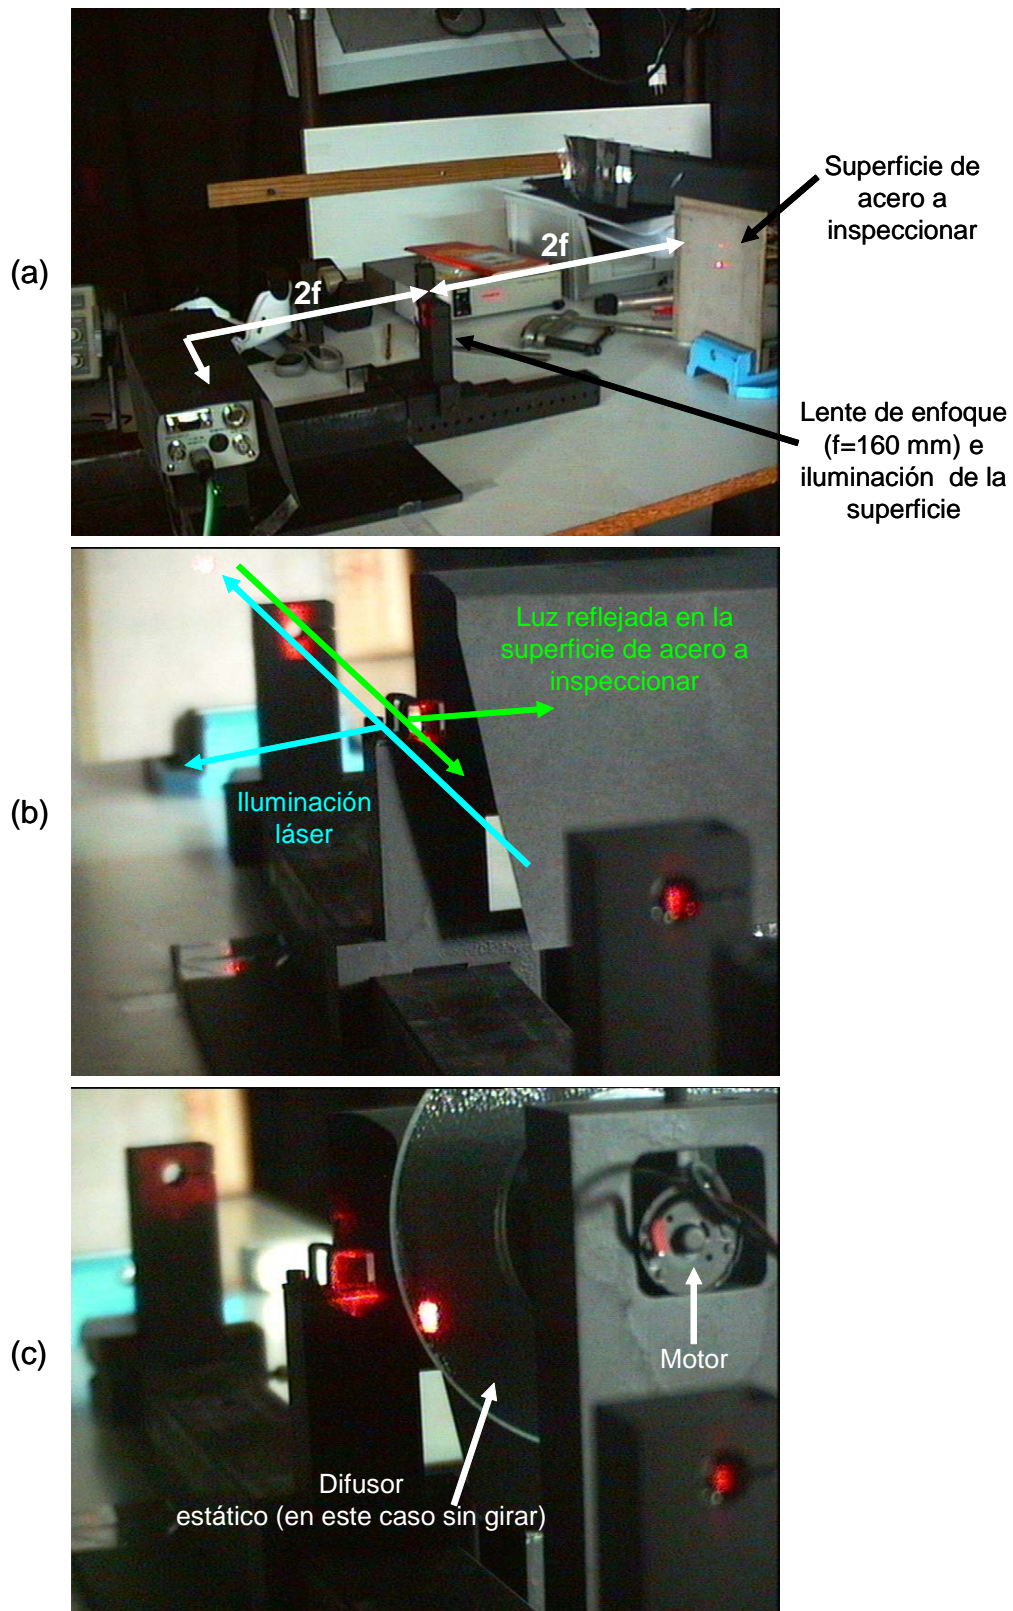 (a)
2f
2f
Superficie de
acero a
inspeccionar
Lente de enfoque
(f=160 mm) e
iluminación de la
superficie
(b)
Luz reflejada en la
superficie de acero a
inspeccionar
Iluminación
láser
(c)
Motor
Difusor
estático (en este caso sin girar)